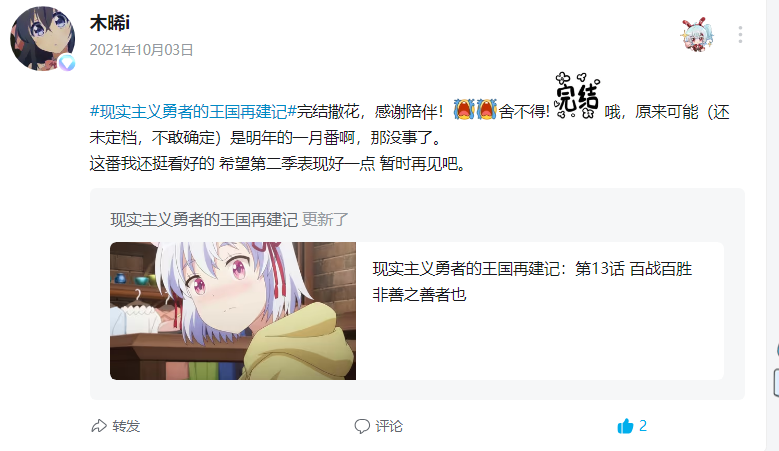 木晞i
2021年10月03日
#现实主义勇者的王国再建记#完结撒花，感谢陪伴！舍不得! 完结 哦，原来可能（还
未定档，不敢确定）是明年的一月番啊，那没事了。
这番我还挺看好的 希望第二季表现好一点 暂时再见吧。
现实主义勇者的王国再建记 更新了
现实主义勇者的王国再建记：第13话 百战百胜
非善之善者也
转发
评论
2